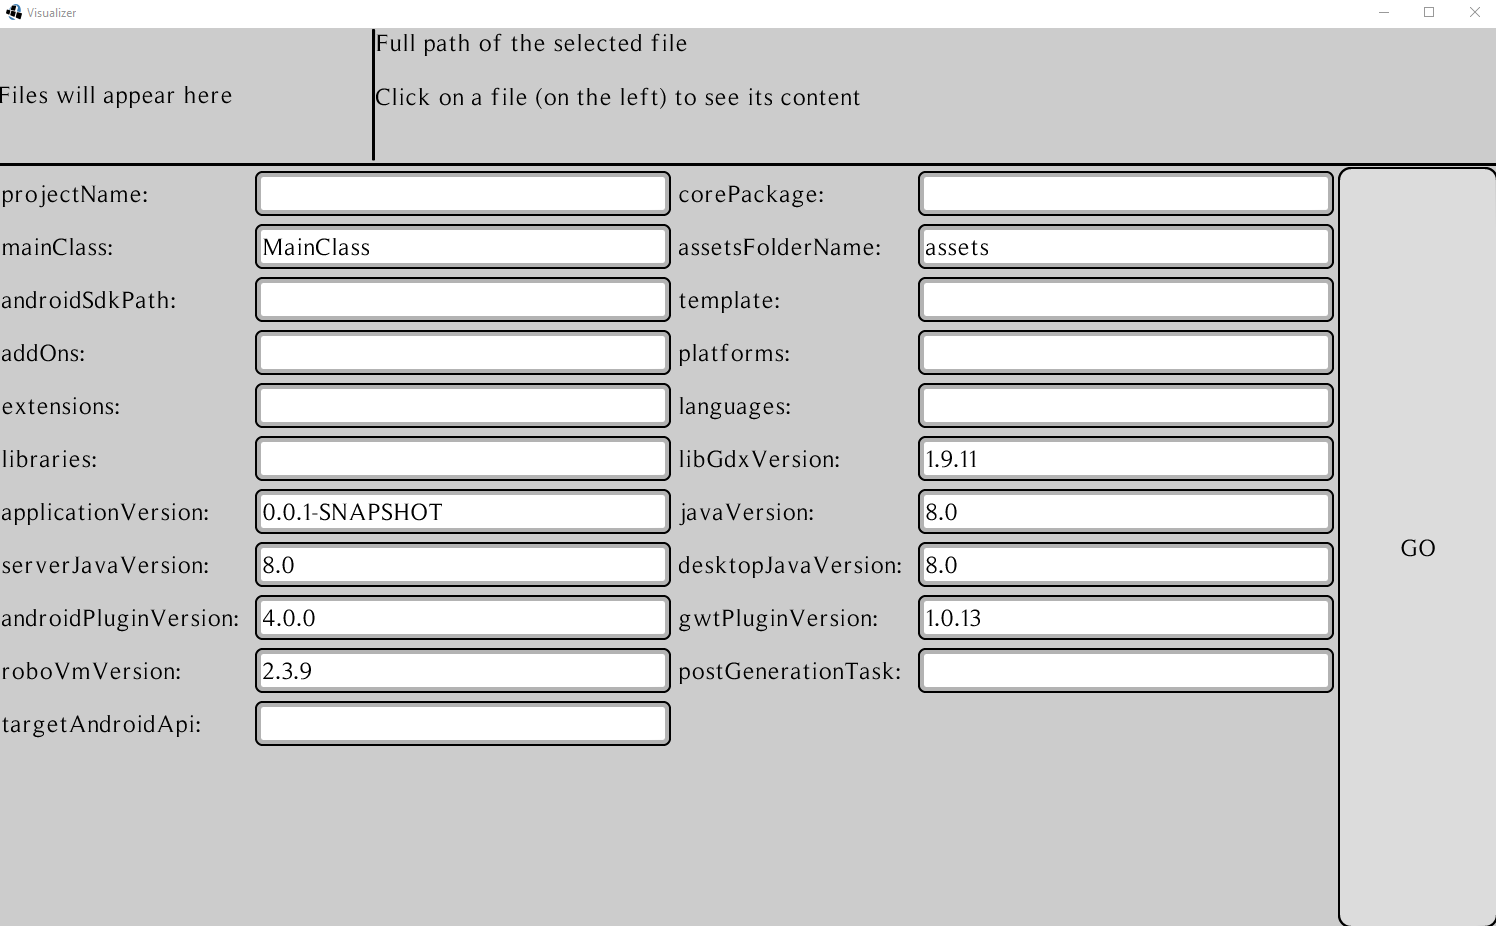 Visualizer
Full path of the selected file
Files will appear here
Click on a file (on the left) to see its content
projectName:
corePackage:
mainClass: MainClass
assetsFolderName: assets
androidSdkPath:
template:
addOns:
platforms:
extensions:
languages:
libraries:
libGdxVersion: 1.9.11
applicationVersion: 0.0.1-SNAPSHOT
javaVersion: 8.0
serverJavaVersion: 8.0
desktopJavaVersion: 8.0
androidPluginVersion: 4.0.0
gwtPluginVersion: 1.0.13
roboVmVersion: 2.3.9
postGenerationTask:
targetAndroidApi:
GO